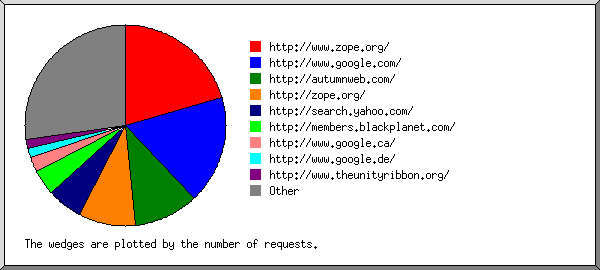 http://www.zope.org/
http://www.google.com/
http://autumnweb.com/
http://zope.org/
http://search.yahoo.com/
http://members.blackplanet.com/
http://www.google.ca/
http://www.google.de/
http://www.theunityribbon.org/
Other
The wedges are plotted by the number of requests.